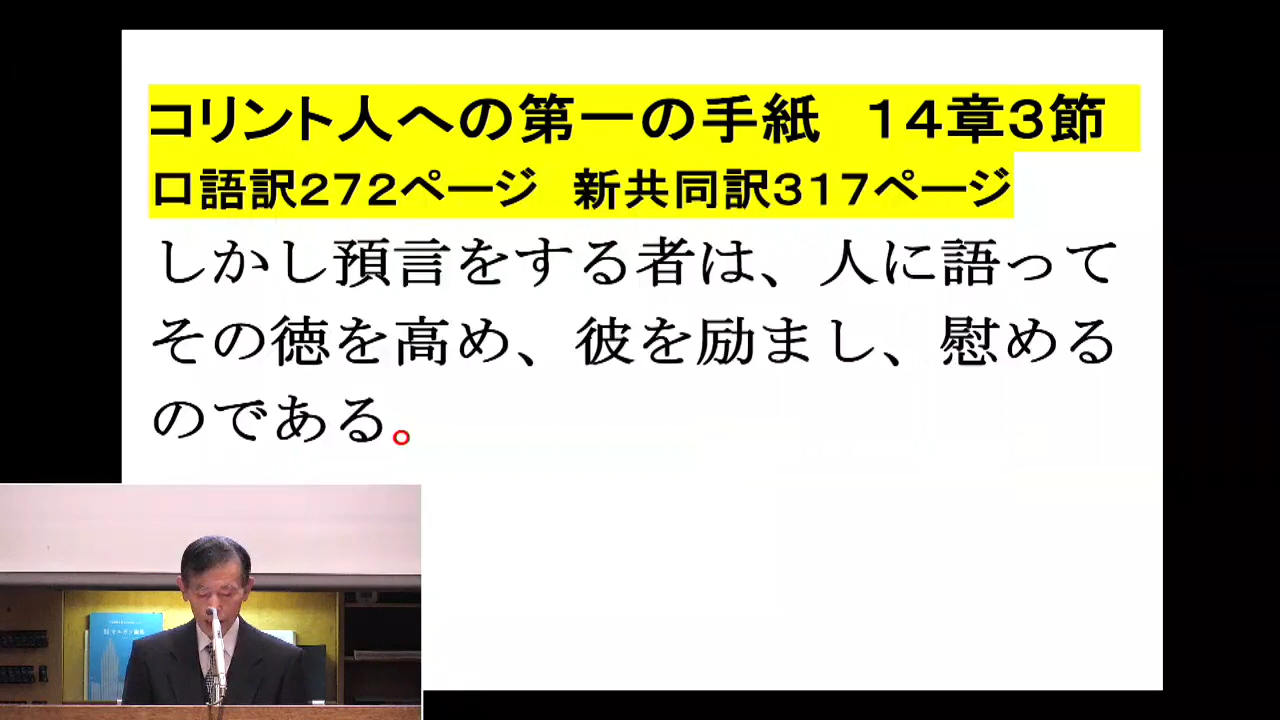 コリント人への第一の手紙　１４章３節
口語訳２７２ページ　新共同訳３１７ページ
しかし預言をする者は、人に語って
その徳を高め、彼を励まし、慰める
のである。